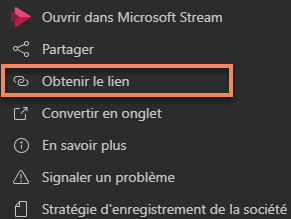 Ouvrir dans Microsoft Stream
Partager
Obtenir le lien
Convertir en onglet
En savoir plus
Signaler un problème
Stratégie d'enregistrement de la société